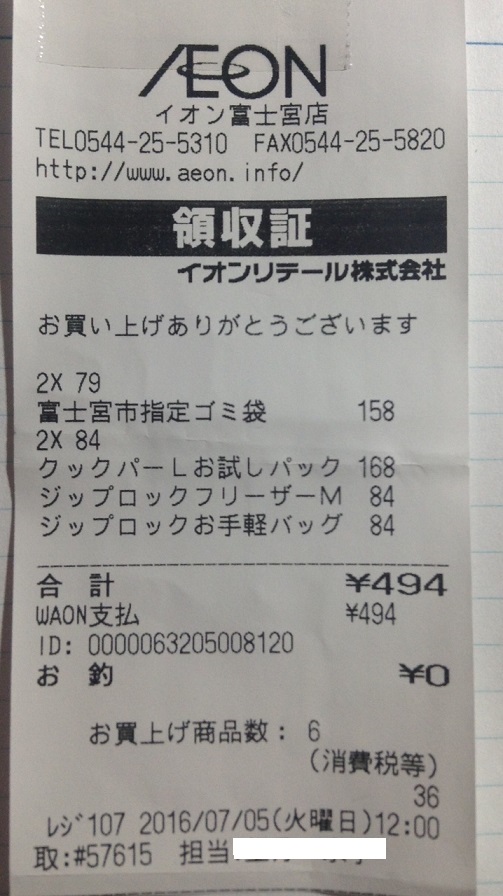 ÆON
イオン富士宮店
TEL0544-25-5310 FAX0544-25-5820
http://www.aeon.info/
領収証
イオンリテール株式会社
お買い上げありがとうございます
2X 79
富士宮市指定ゴミ袋 158
2X 84
クックパーLお試しパック 168
ジップロックフリーザーM 84
ジップロックお手軽バッグ 84
合 計 ¥494
WAON支払 ¥494
ID: 0000063205008120
お 釣 ¥0
お買上げ商品数: 6
(消費税等)
36
レジ107 2016/07/05(火曜日)12:00
取:#57615 担当